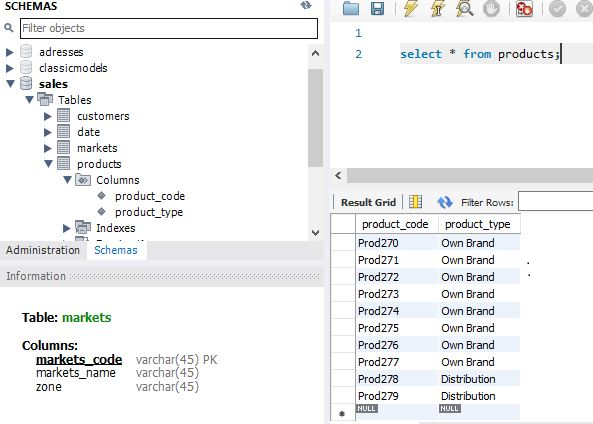 SCHEMAS
Filter objects
adresses
classicmodels
sales
Tables
customers
date
markets
products
Columns
product_code
product_type
Indexes
Administration Schemas
Information
Table: markets
Columns:
markets_code varchar(45) PK
markets_name varchar(45)
zone varchar(45)
1
2 select * from products;
Result Grid Filter Rows:
product_code product_type
Prod270 Own Brand
Prod271 Own Brand
Prod272 Own Brand
Prod273 Own Brand
Prod274 Own Brand
Prod275 Own Brand
Prod276 Own Brand
Prod277 Own Brand
Prod278 Distribution
Prod279 Distribution
NULL NULL